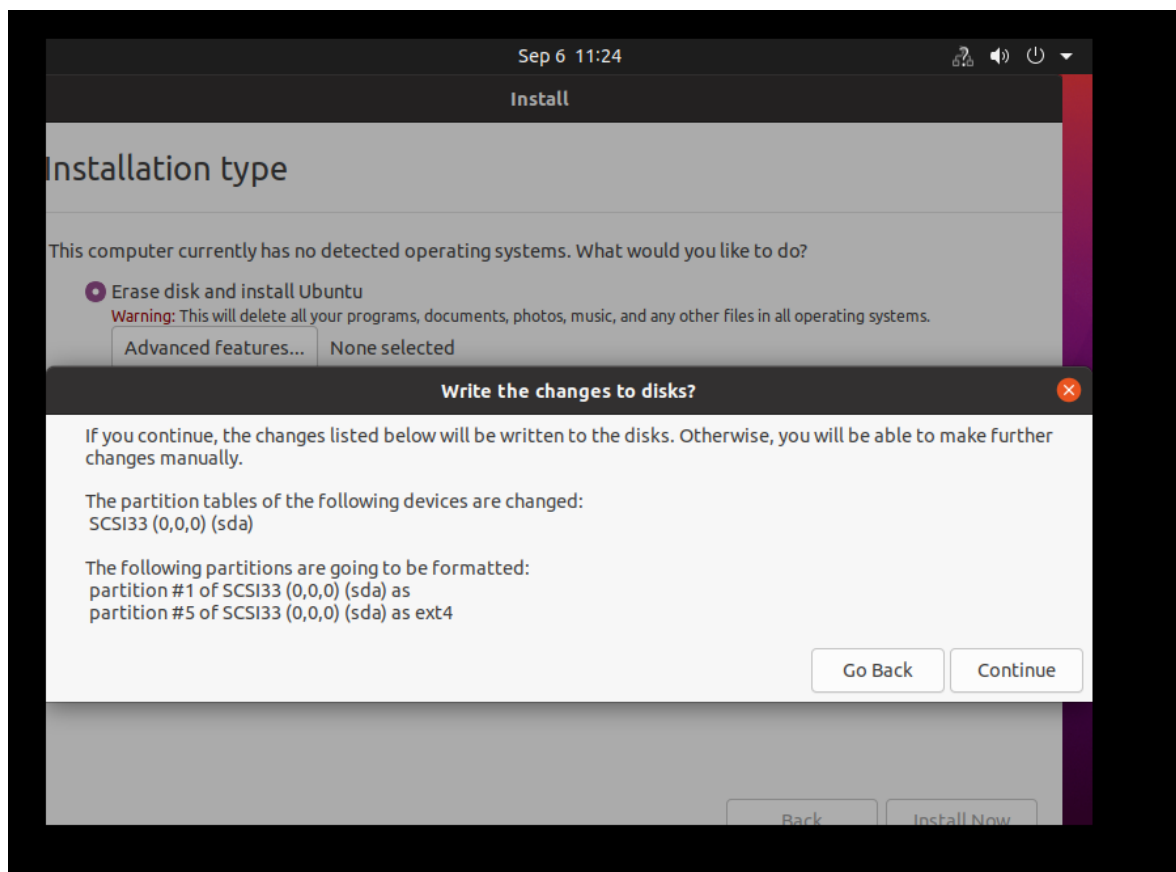 Sep 6 11:24
Install
Installation type
This computer currently has no detected operating systems. What would you like to do?
Erase disk and install Ubuntu
Warning: This will delete all your programs, documents, photos, music, and any other files in all operating systems.
Advanced features... None selected
Write the changes to disks?
If you continue, the changes listed below will be written to the disks. Otherwise, you will be able to make further
changes manually.
The partition tables of the following devices are changed:
SCSI33 (0,0,0) (sda)
The following partitions are going to be formatted:
partition #1 of SCSI33 (0,0,0) (sda) as
partition #5 of SCSI33 (0,0,0) (sda) as ext4
Go Back Continue
Back Install Now